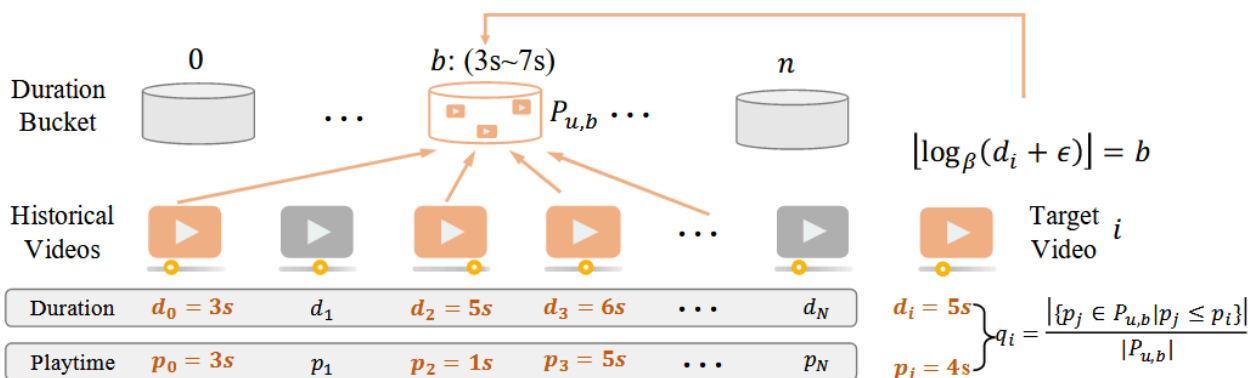 0
b: (3s~7s)
n
Duration
Bucket
...
P_{u,b}
...
⌊log_β(d_i + ϵ)⌋ = b
Historical
Videos
...
Target
Video
i
Duration
d_0 = 3s
d_1
d_2 = 5s
d_3 = 6s
...
d_N
d_i = 5s
q_i = |{p_j ∈ P_{u,b}|p_j ≤ p_i}| / |P_{u,b}|
Playtime
p_0 = 3s
p_1
p_2 = 1s
p_3 = 5s
...
p_N
p_i = 4s